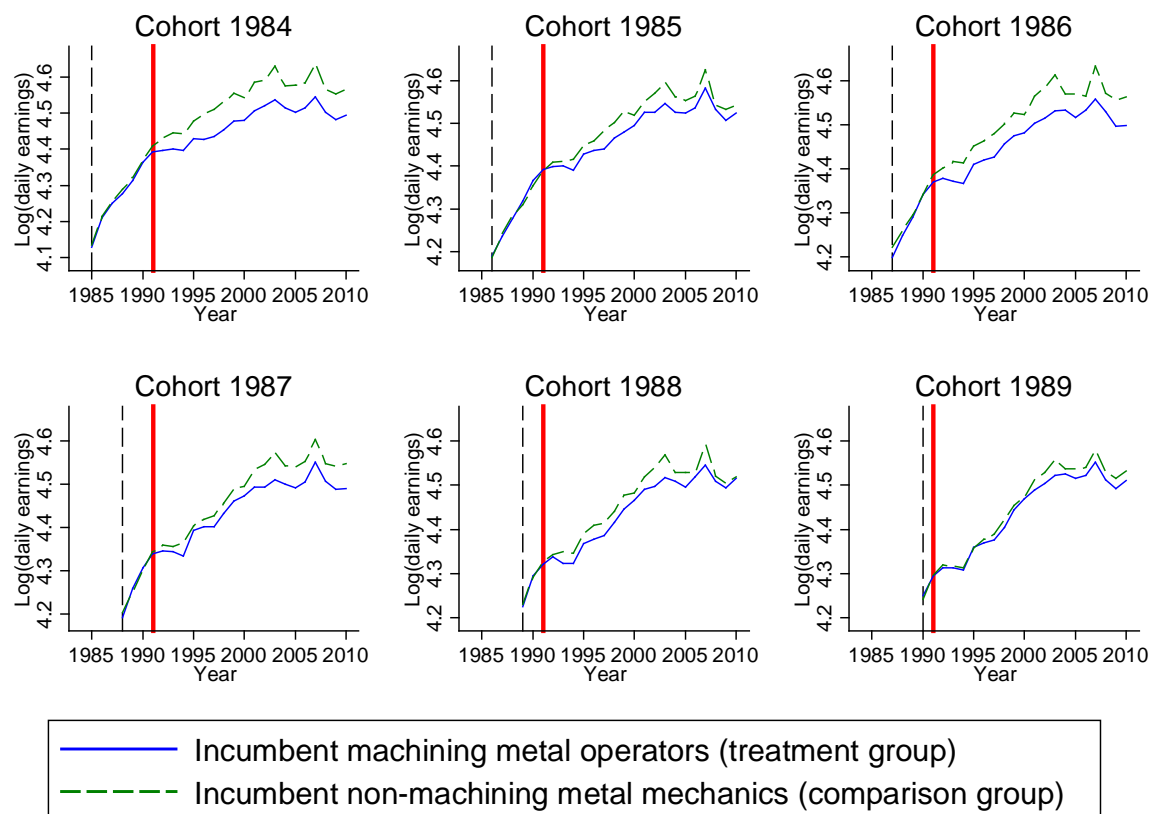 Cohort 1984
Cohort 1985
Cohort 1986
Log(daily earnings)
4.1 4.2 4.3 4.4 4.5 4.6
1985 1990 1995 2000 2005 2010
Year
Log(daily earnings)
4.2 4.3 4.4 4.5 4.6
1985 1990 1995 2000 2005 2010
Year
Log(daily earnings)
4.2 4.3 4.4 4.5 4.6
1985 1990 1995 2000 2005 2010
Year
Cohort 1987
Cohort 1988
Cohort 1989
Log(daily earnings)
4.2 4.3 4.4 4.5 4.6
1985 1990 1995 2000 2005 2010
Year
Log(daily earnings)
4.2 4.3 4.4 4.5 4.6
1985 1990 1995 2000 2005 2010
Year
Log(daily earnings)
4.2 4.3 4.4 4.5 4.6
1985 1990 1995 2000 2005 2010
Year
Incumbent machining metal operators (treatment group)
Incumbent non-machining metal mechanics (comparison group)